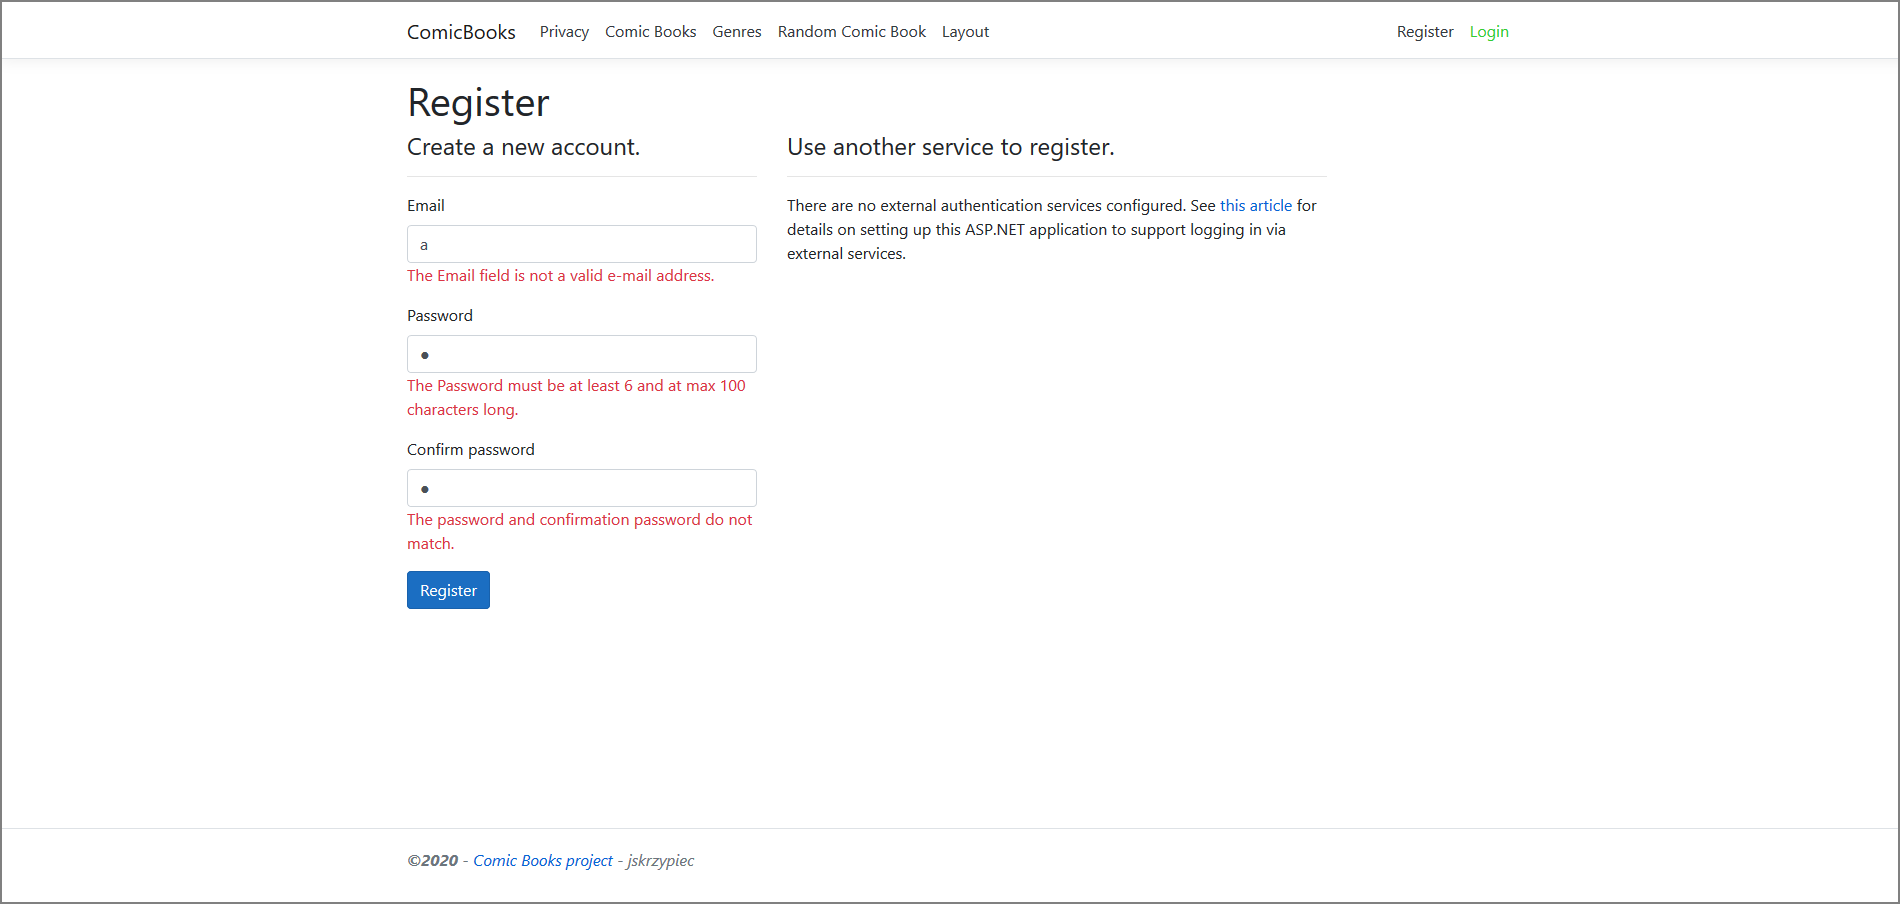 ComicBooks Privacy Comic Books Genres Random Comic Book Layout Register Login
Register
Create a new account.
Email
a
The Email field is not a valid e-mail address.
Password
●
The Password must be at least 6 and at max 100
characters long.
Confirm password
●
The password and confirmation password do not
match.
Register
Use another service to register.
There are no external authentication services configured. See this article for
details on setting up this ASP.NET application to support logging in via
external services.
©2020 - Comic Books project - jskrzypiec